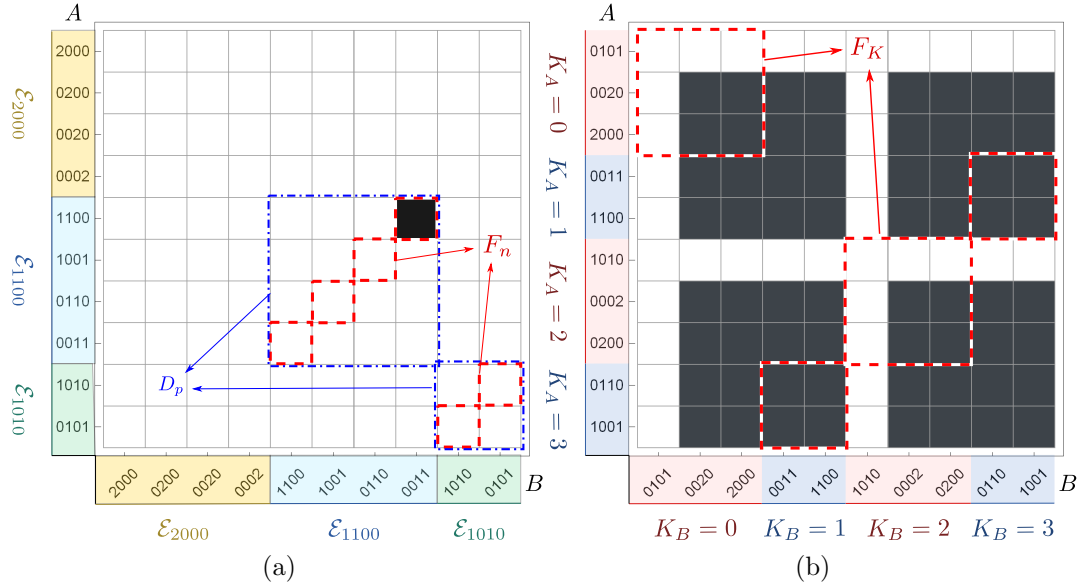 A
2000
0200
0020
0002
1100
1001
0110
0011
1010
0101
ℰ2000
ℰ1100
ℰ1010
F_n
D_p
2000
0200
0020
0002
1100
1001
0110
0011
1010
0101
B
ℰ2000
ℰ1100
ℰ1010
(a)
A
K_A = 0
K_A = 1
K_A = 2
K_A = 3
0101
0020
2000
0011
1100
1010
0002
0200
0110
1001
F_K
0101
0020
2000
0011
1100
1010
0002
0200
0110
1001
B
K_B = 0
K_B = 1
K_B = 2
K_B = 3
(b)